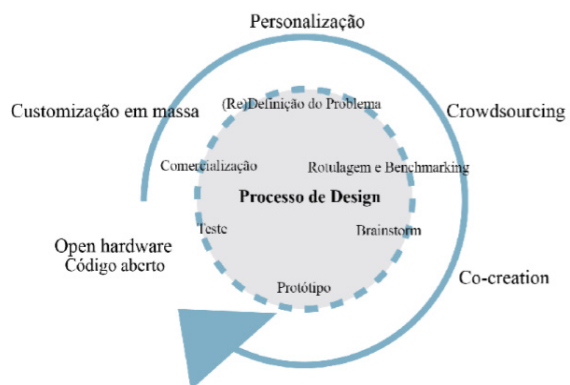 Personalização
(Re)Definição do Problema
Customização em massa
Crowdsourcing
Comercialização
Rotulagem e Benchmarking
Processo de Design
Teste
Brainstorm
Open hardware
Código aberto
Co-creation
Protótipo